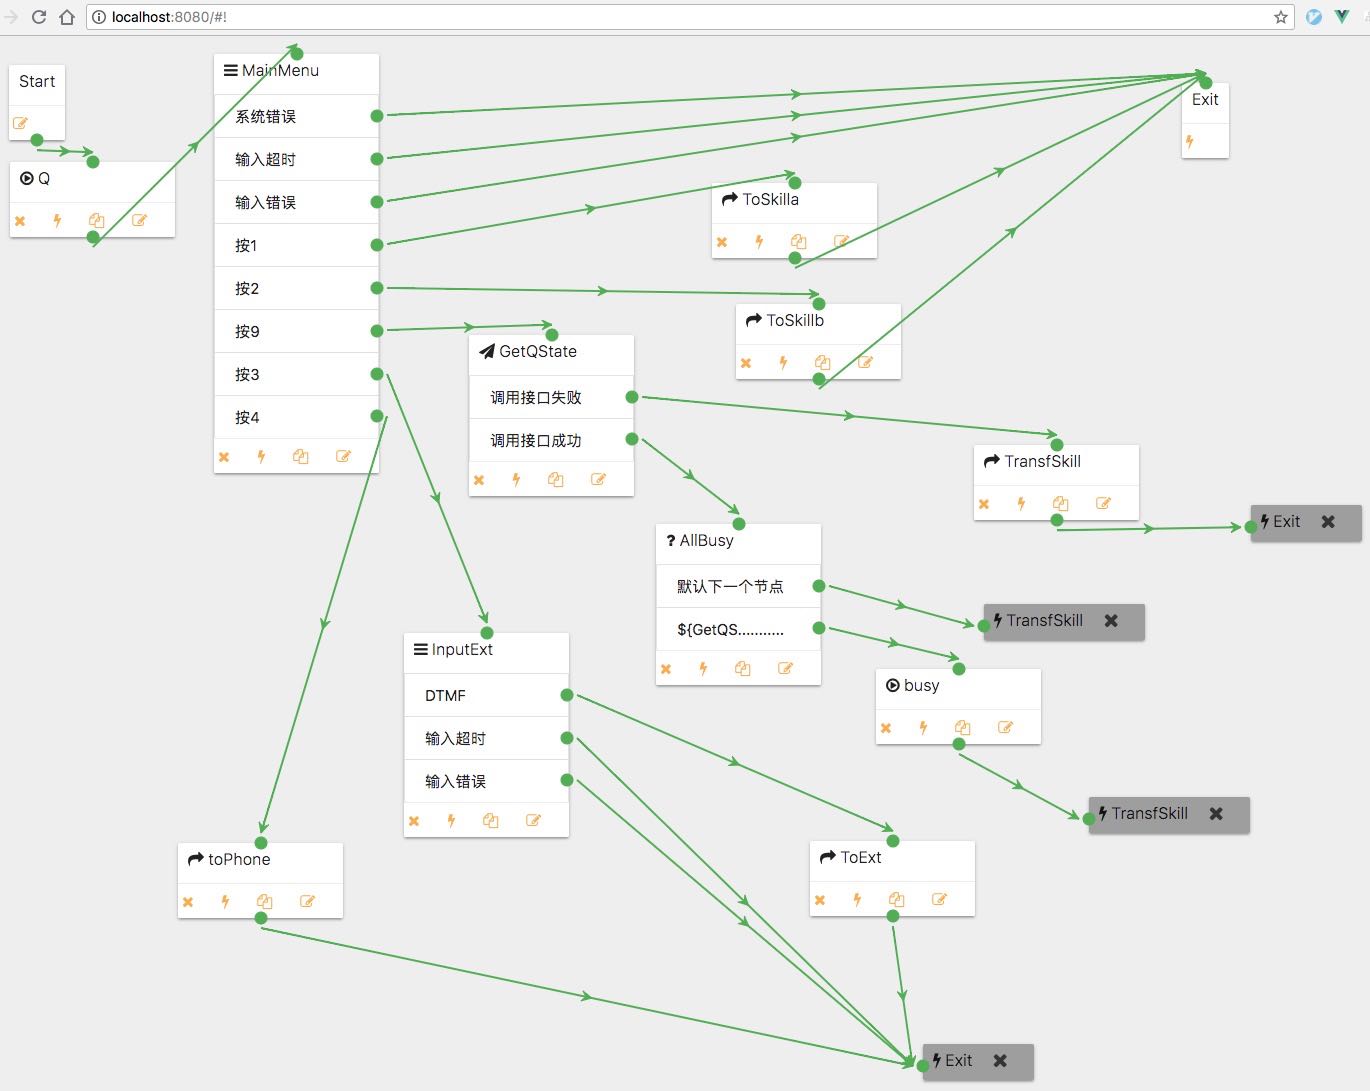 localhost:8080/#!
Start
Q
MainMenu
系统错误
输入超时
输入错误
按1
按2
按9
按3
按4
Exit
ToSkilla
ToSkillb
GetQState
调用接口失败
调用接口成功
TransfSkill
Exit
AllBusy
默认下一个节点
${GetQS...........
TransfSkill
busy
TransfSkill
InputExt
DTMF
输入超时
输入错误
toPhone
ToExt
Exit